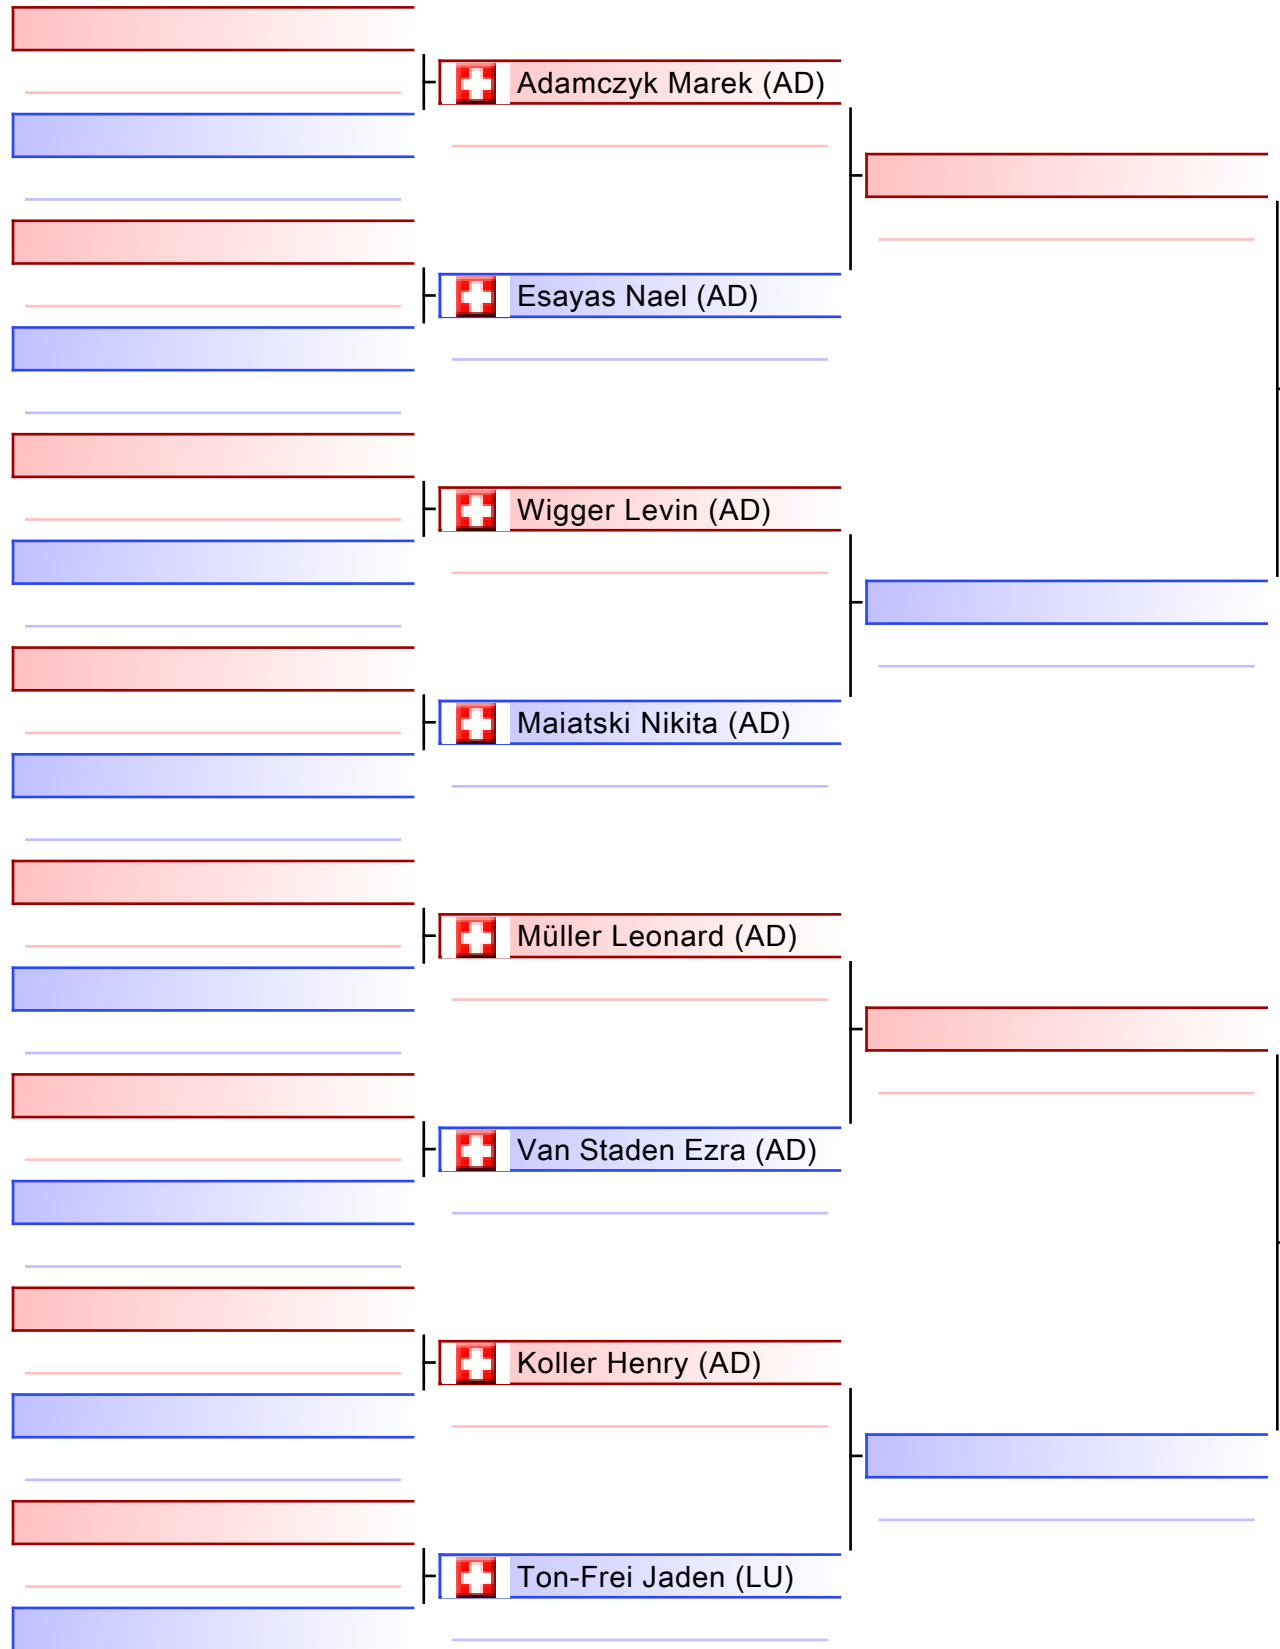 Adamczyk Marek (AD)
Esayas Nael (AD)
Wigger Levin (AD)
Maiatski Nikita (AD)
Müller Leonard (AD)
Van Staden Ezra (AD)
Koller Henry (AD)
Ton-Frei Jaden (LU)